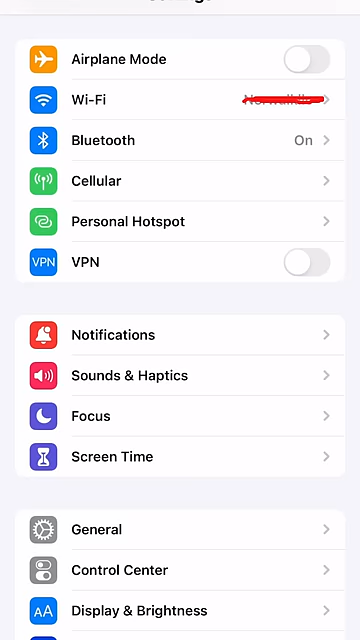 Airplane Mode
Wi-Fi
Bluetooth On
Cellular
Personal Hotspot
VPN VPN
Notifications
Sounds & Haptics
Focus
Screen Time
General
Control Center
AA Display & Brightness